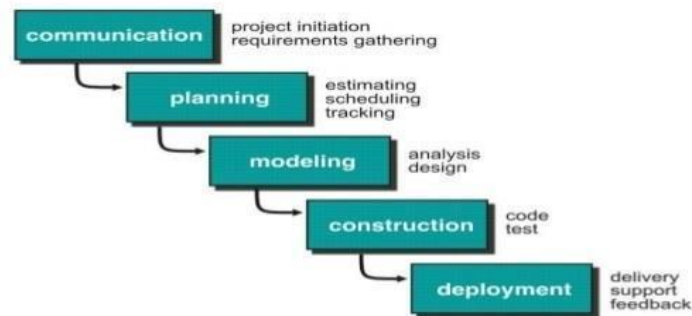 communication
project initiation
requirements gathering
planning
estimating
scheduling
tracking
modeling
analysis
design
construction
code
test
deployment
delivery
support
feedback